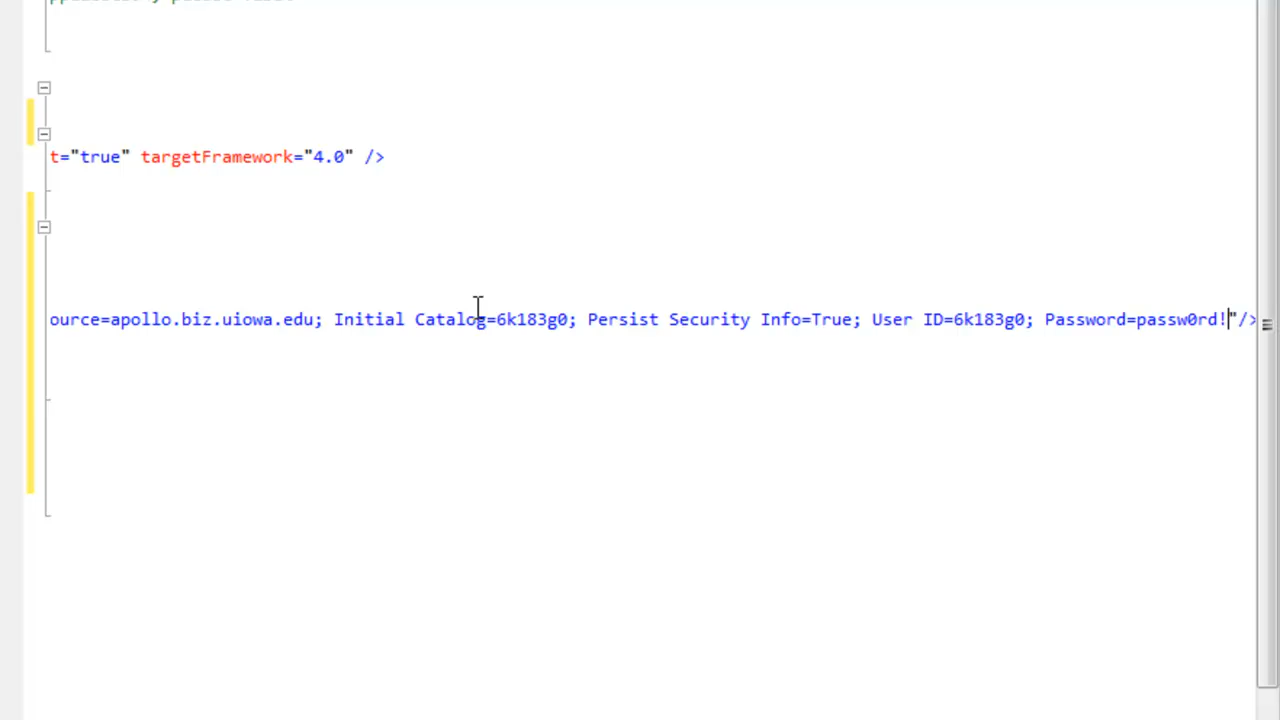 t="true" targetFramework="4.0" />
ource=apollo.biz.uiowa.edu; Initial Catalog=6k183g0; Persist Security Info=True; User ID=6k183g0; Password=passw0rd!"/>